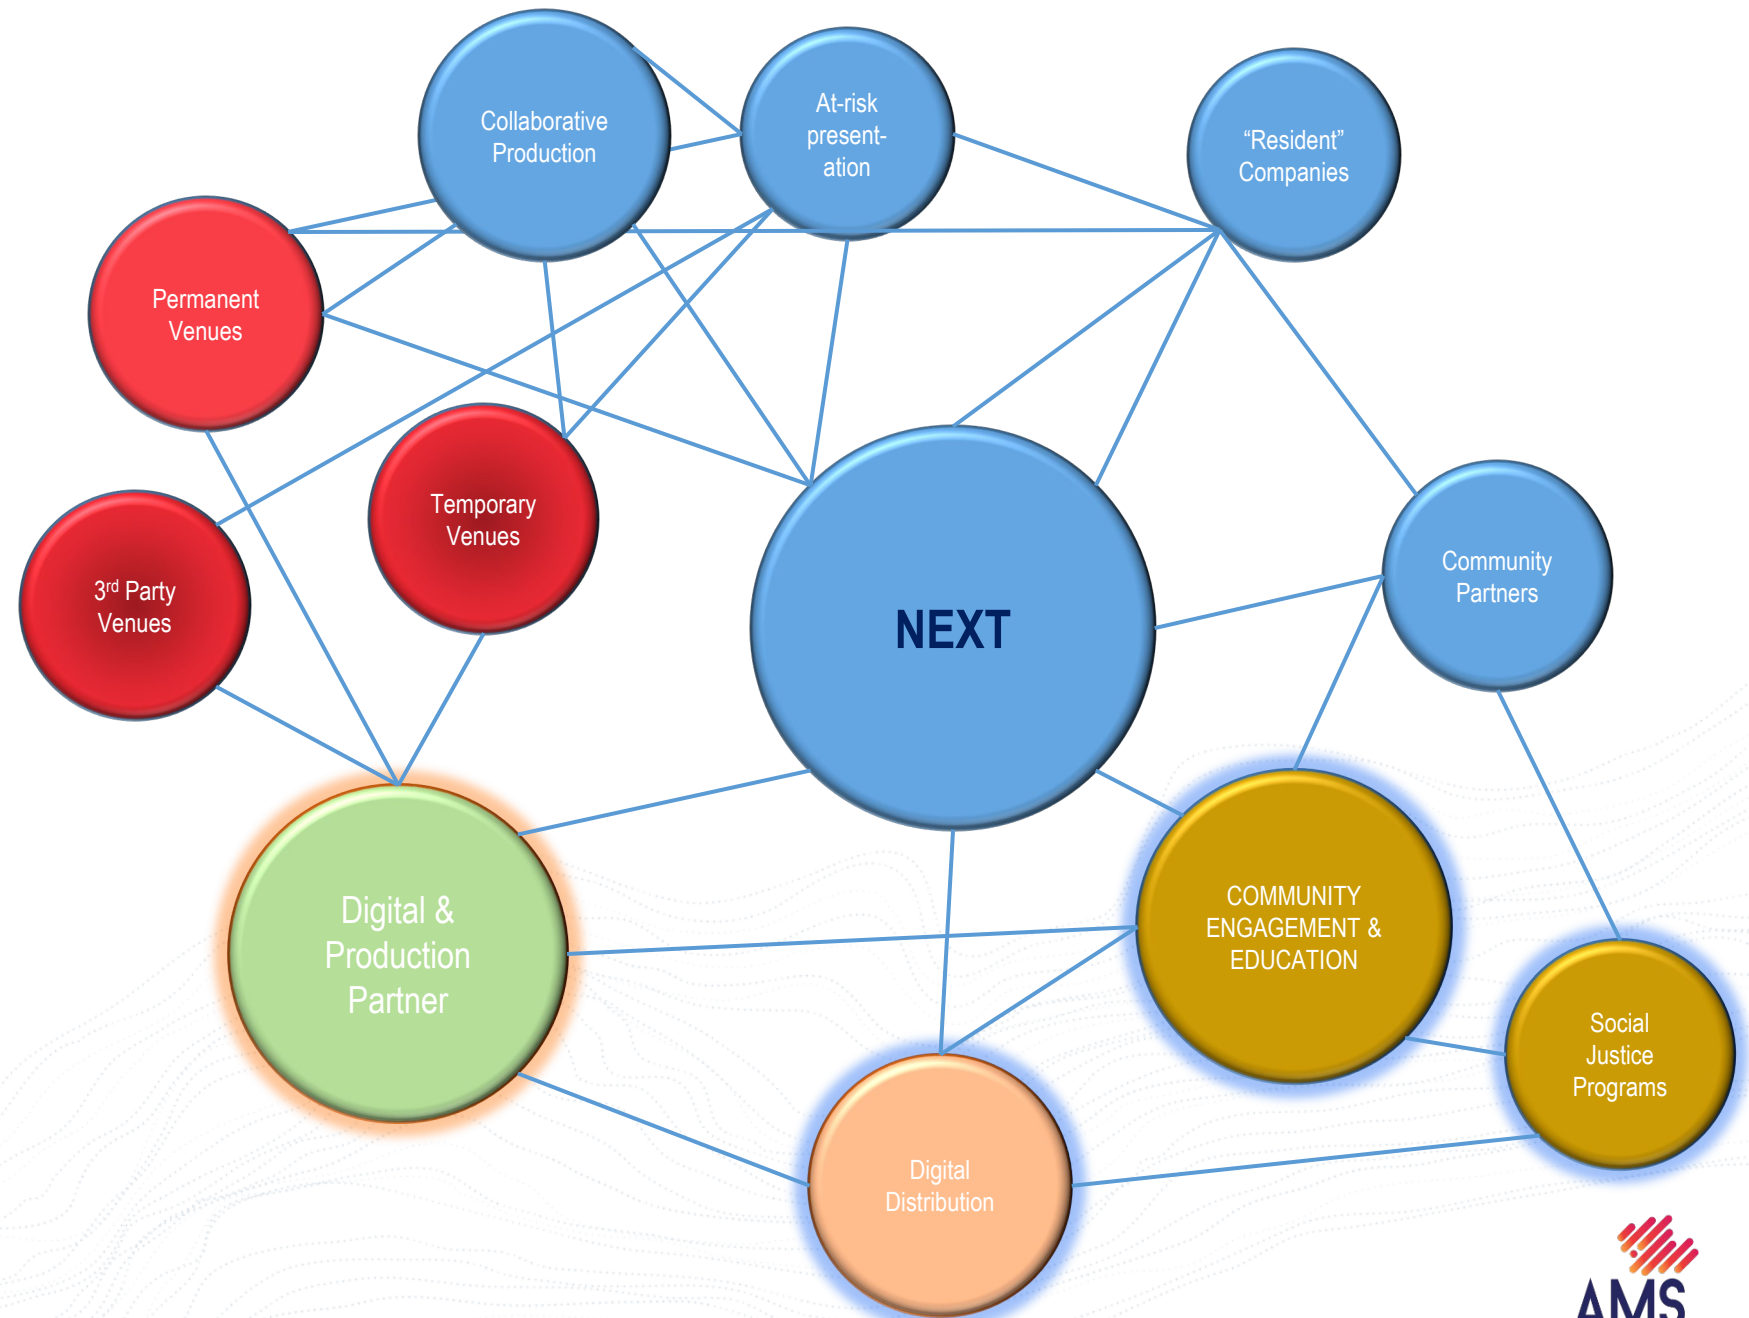 Collaborative
Production
At-risk
present-
ation
“Resident”
Companies
Permanent
Venues
Temporary
Venues
3rd Party
Venues
NEXT
Community
Partners
Digital &
Production
Partner
COMMUNITY
ENGAGEMENT &
EDUCATION
Social
Justice
Programs
Digital
Distribution
AMS